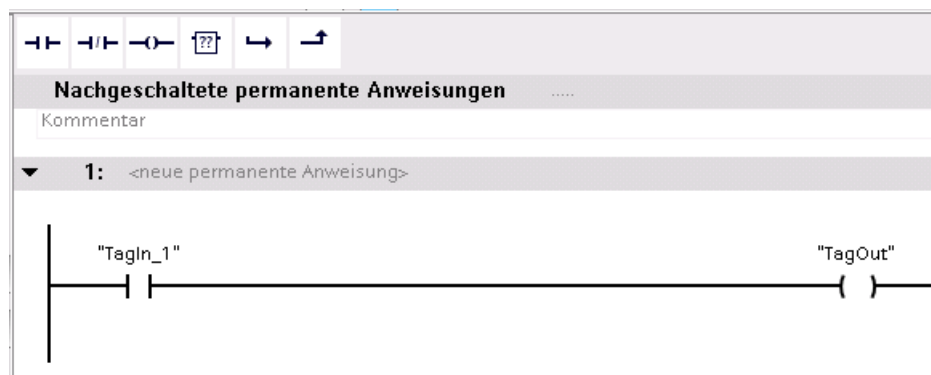 ??
Nachgeschaltete permanente Anweisungen .....
Kommentar
1: <neue permanente Anweisung>
"TagIn_1" "TagOut"